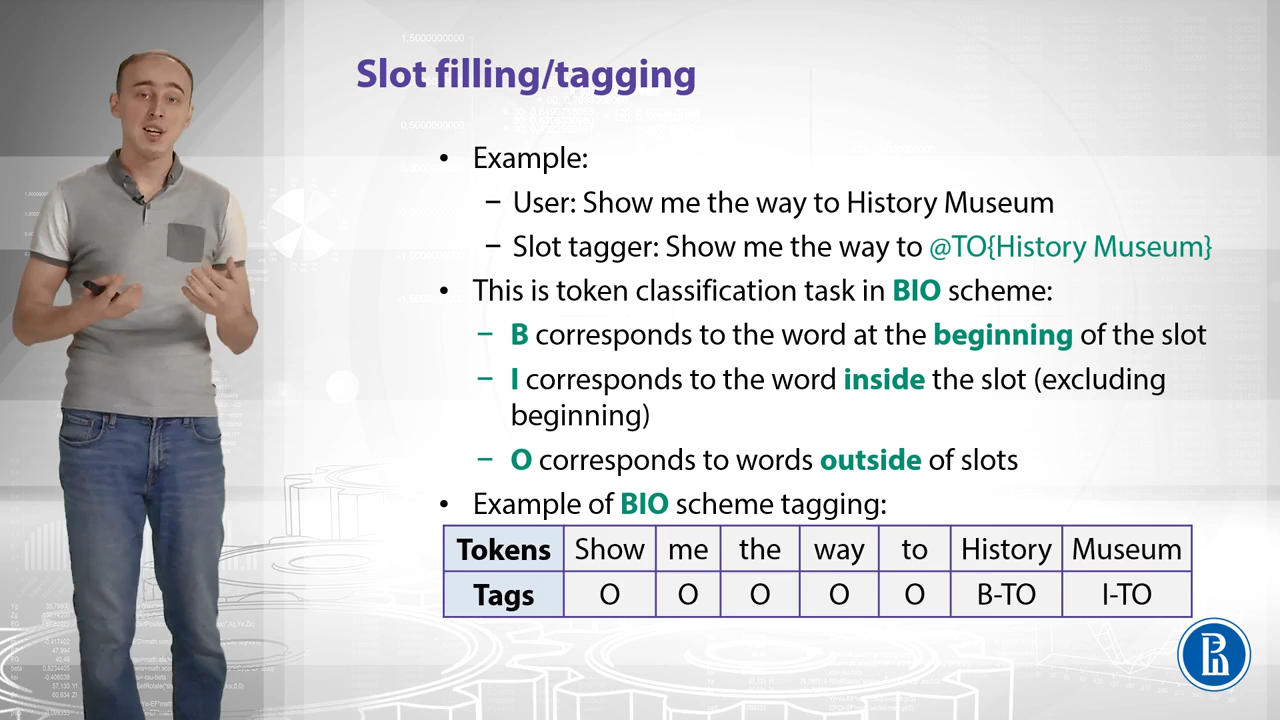 Slot filling/tagging
• Example:
– User: Show me the way to History Museum
– Slot tagger: Show me the way to @TO{History Museum}
• This is token classification task in BIO scheme:
– B corresponds to the word at the beginning of the slot
– I corresponds to the word inside the slot (excluding
beginning)
– O corresponds to words outside of slots
• Example of BIO scheme tagging:
Tokens Show me the way to History Museum
Tags O O O O O B-TO I-TO